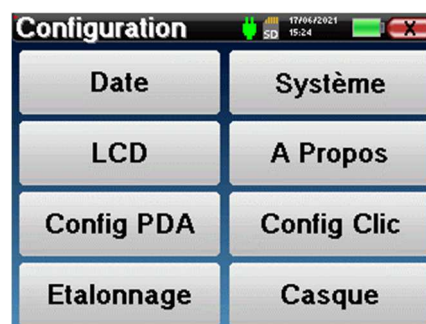 Configuration SD 17/06/2021
15:24 X
Date Système
LCD A Propos
Config PDA Config Clic
Etalonnage Casque